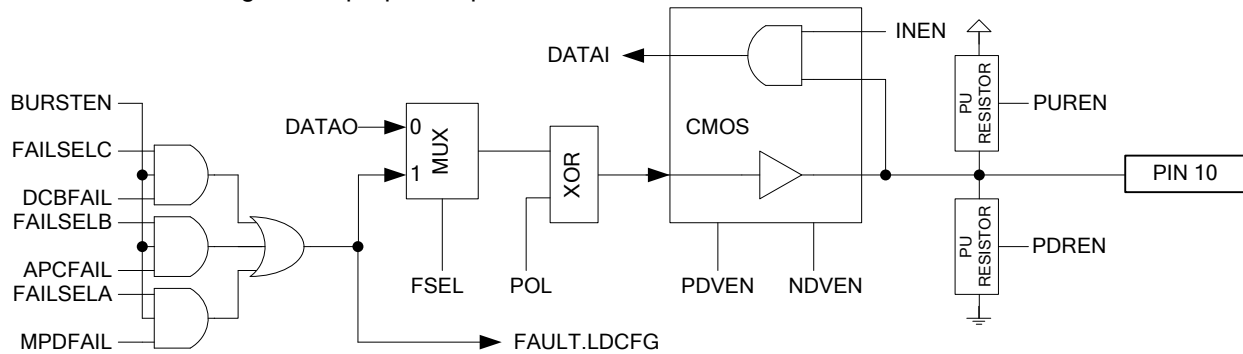 BURSTEN
FAILSELC
DCBFAIL
FAILSELB
APCFAIL
FAILSELA
MPDFAIL
DATAO
0
1
MUX
FSEL
XOR
POL
FAULT.LDCFG
DATAI
CMOS
INEN
PDVEN
NDVEN
PU
RESISTOR
PUREN
PIN 10
PU
RESISTOR
PDREN